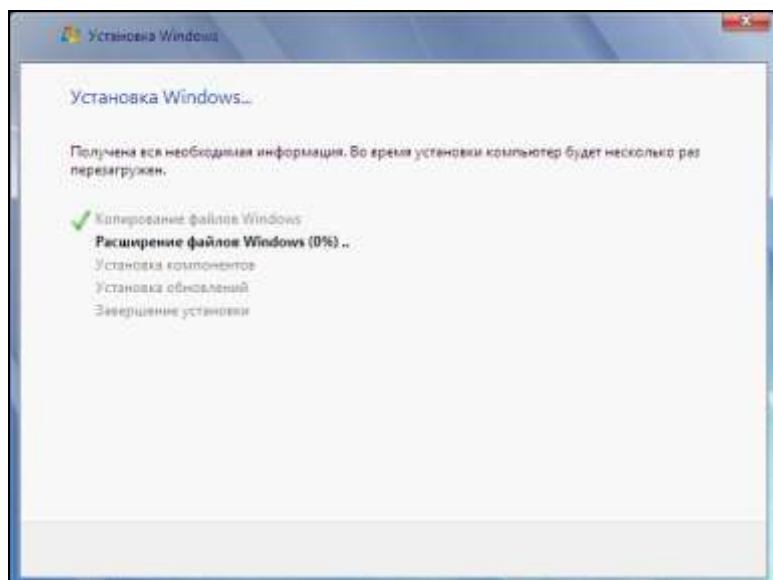 Установка Windows
Установка Windows...
Получена вся необходимая информация. Во время установки компьютер будет несколько раз
перезагружен.
Копирование файлов Windows
Расширение файлов Windows (0%) ..
Установка компонентов
Установка обновлений
Завершение установки